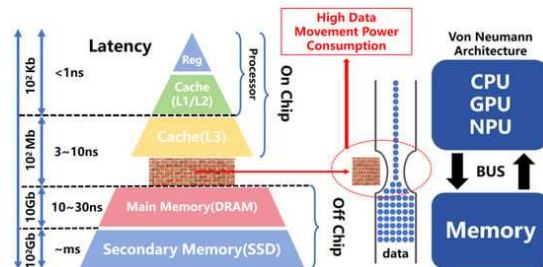 High Data
Movement Power
Consumption
Von Neumann
Architecture
Latency
Reg
Cache
(L1/L2)
Cache(L3)
Main Memory(DRAM)
Secondary Memory(SSD)
10² Kb
10² Mb
10Gb
10²Gb
<1ns
3~10ns
10~30ns
~ms
Processor
On Chip
Off Chip
data
CPU
GPU
NPU
BUS
Memory